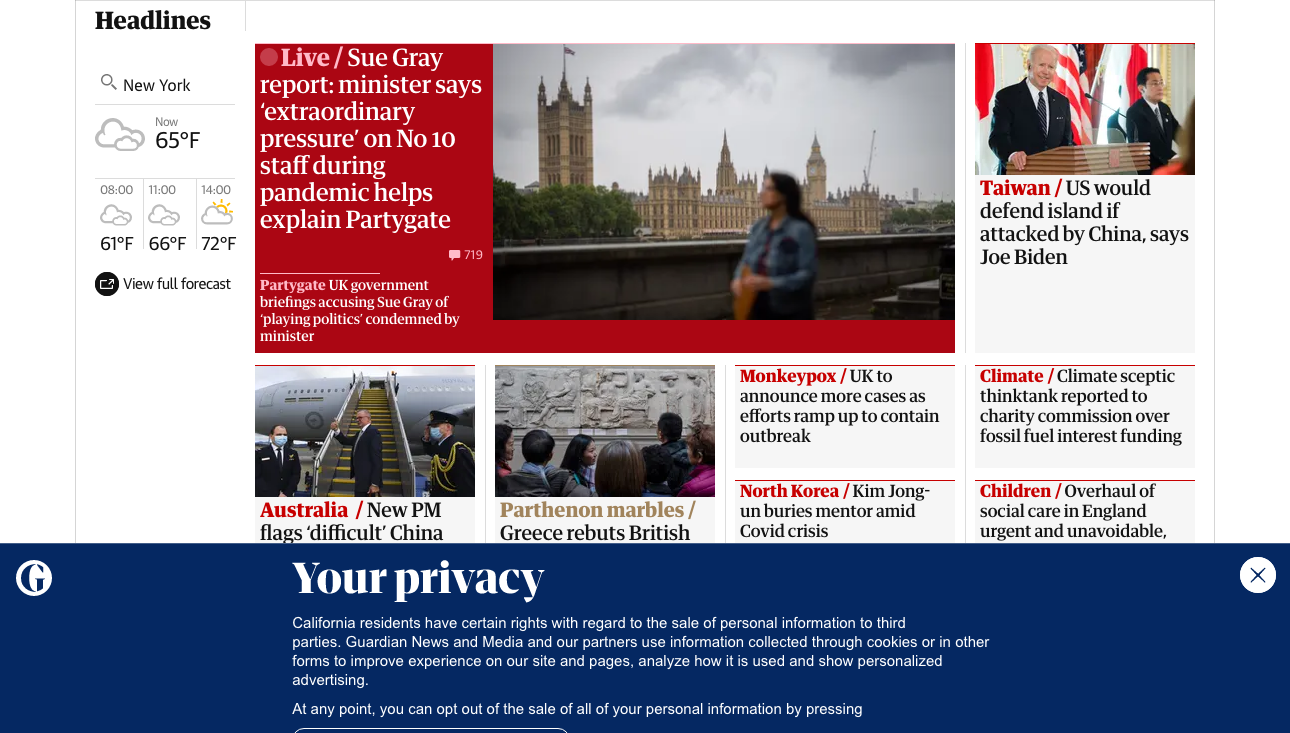 Headlines
New York
Now
65°F
08:00 11:00 14:00
61°F 66°F 72°F
View full forecast
Live / Sue Gray
report: minister says
‘extraordinary
pressure’ on No 10
staff during
pandemic helps
explain Partygate
719
Partygate UK government
briefings accusing Sue Gray of
‘playing politics’ condemned by
minister
Taiwan / US would
defend island if
attacked by China, says
Joe Biden
Australia / New PM
flags ‘difficult’ China
Parthenon marbles /
Greece rebuts British
Monkeypox / UK to
announce more cases as
efforts ramp up to contain
outbreak
Climate / Climate sceptic
thinktank reported to
charity commission over
fossil fuel interest funding
North Korea / Kim Jong-
un buries mentor amid
Covid crisis
Children / Overhaul of
social care in England
urgent and unavoidable,
Your privacy
California residents have certain rights with regard to the sale of personal information to third
parties. Guardian News and Media and our partners use information collected through cookies or in other
forms to improve experience on our site and pages, analyze how it is used and show personalized
advertising.
At any point, you can opt out of the sale of all of your personal information by pressing